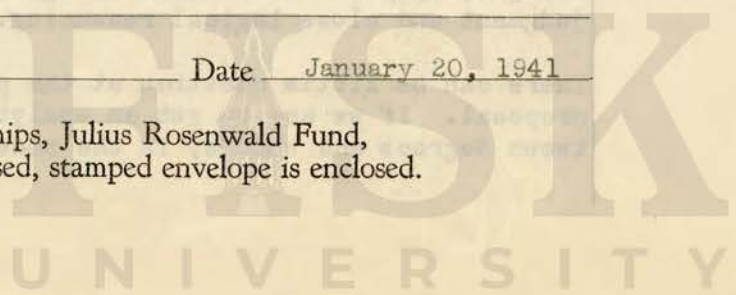 Date January 20, 1941
hips, Julius Rosenwald Fund,
sed, stamped envelope is enclosed.
FISK
UNIVERSITY